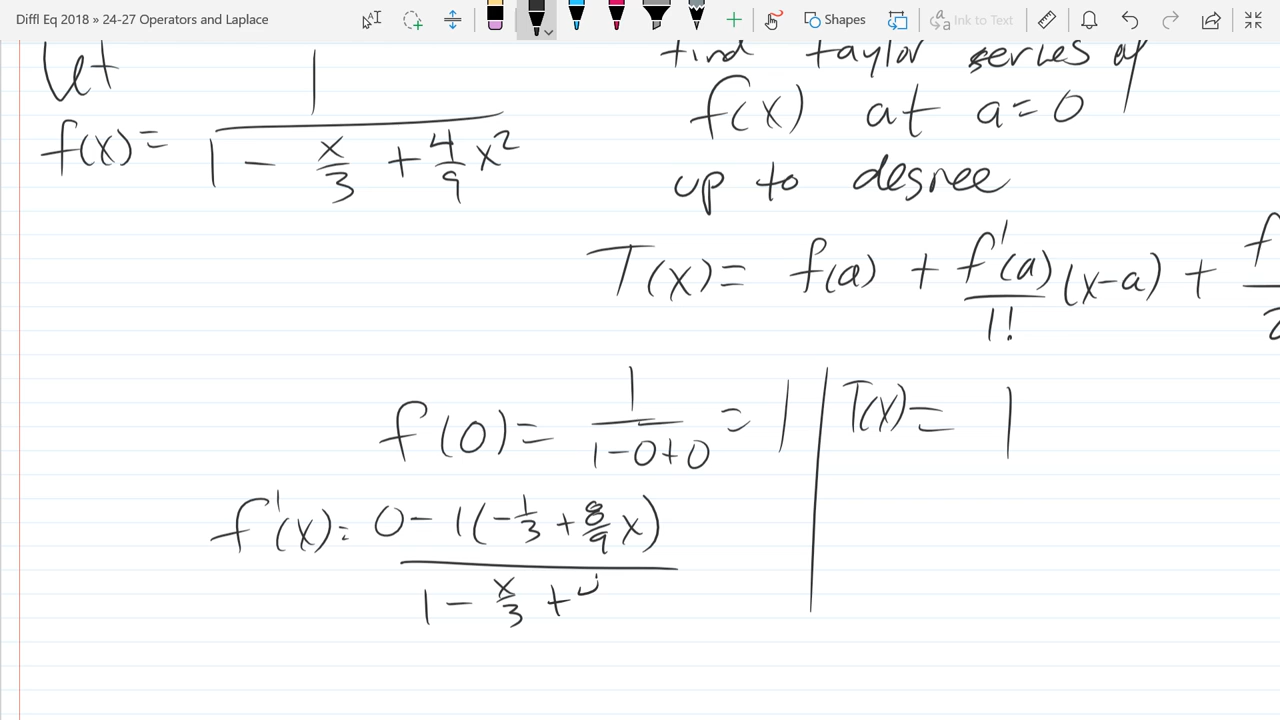 Diffl Eq 2018 » 24-27 Operators and Laplace
Shapes
Ink to Text
Let
f(x) = 1 / (1 - x/3 + 4/9 x²)
find taylor series of
f(x) at a=0
up to desree
T(x) = f(a) + f'(a)/1! (x-a) + f
f(0) = 1/(1-0+0) = 1
T(x) = 1
f'(x) = 0 - 1(-1/3 + 8/9 x)
1 - x/3 +